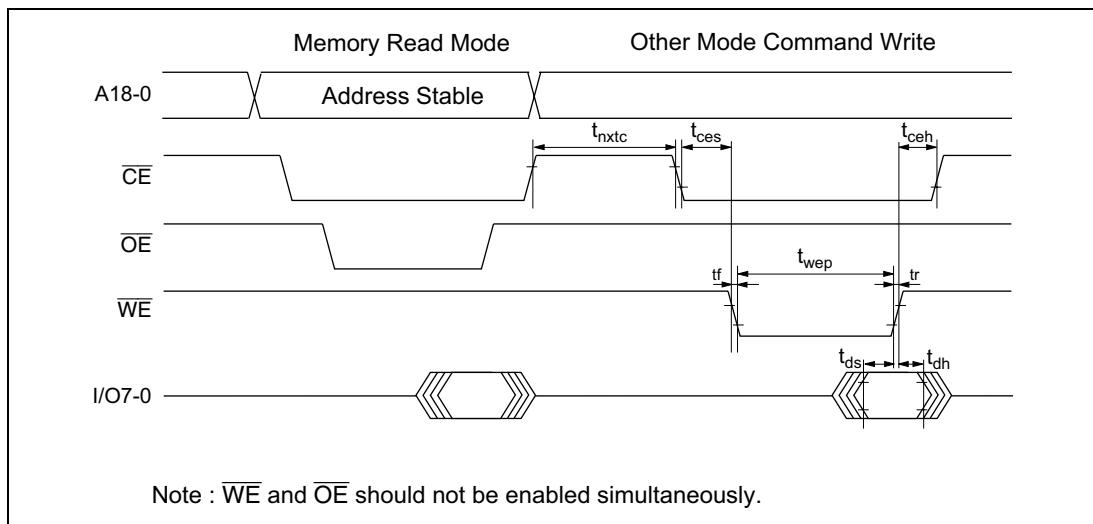 Memory Read Mode Other Mode Command Write
A18-0 Address Stable
tnxtc tces tceh
CE
OE
twep
tf tr
WE
tds tdh
I/O7-0
Note : WE and OE should not be enabled simultaneously.